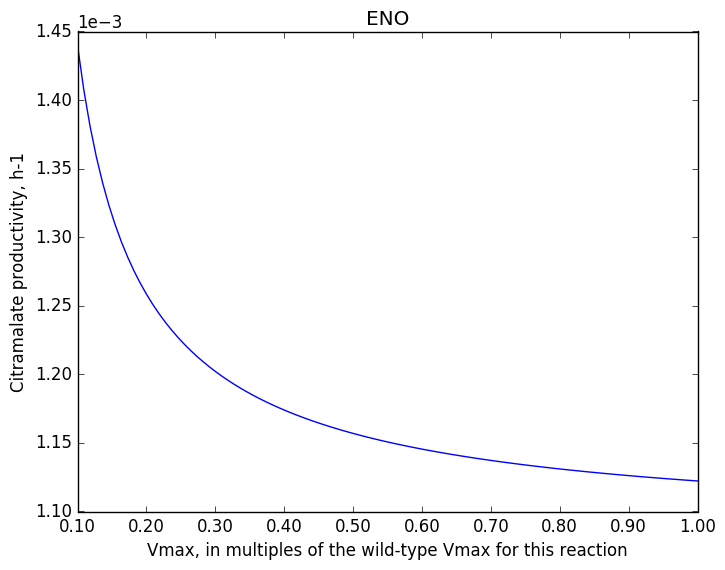 ENO
1e−3
1.45
1.40
1.35
1.30
1.25
1.20
1.15
1.10
Citramalate productivity, h-1
0.10 0.20 0.30 0.40 0.50 0.60 0.70 0.80 0.90 1.00
Vmax, in multiples of the wild-type Vmax for this reaction